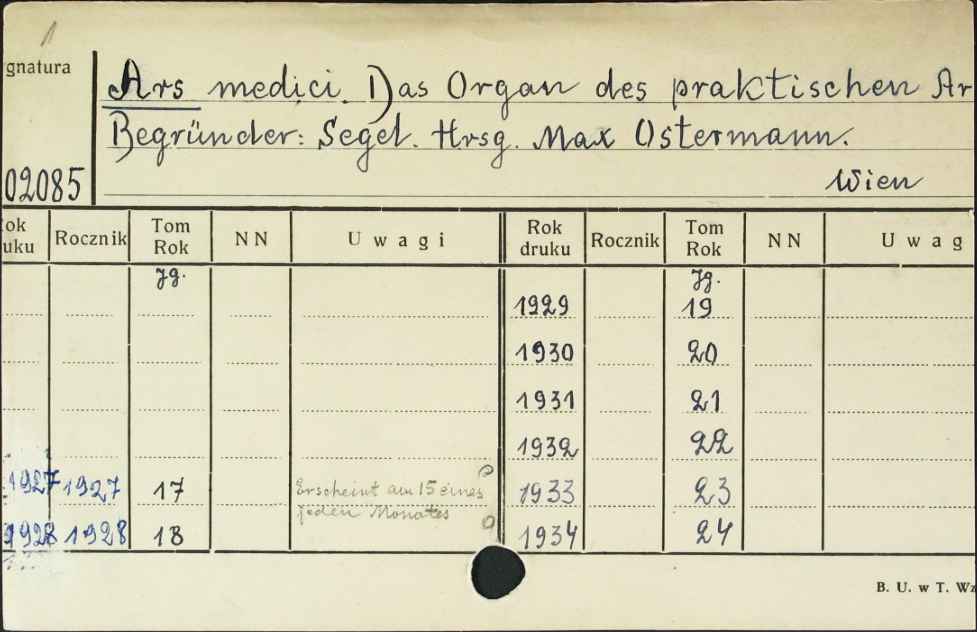 1
gnatura
Ars medici. Das Organ des praktischen Ar
Begründer: Segel. Hrsg. Max Ostermann.
02085
Wien
ok uku Rocznik Tom Rok NN Uwagi Rok druku Rocznik Tom Rok NN Uwag
Jg. Jg.
1929 19
1930 20
1931 21
1932 22
1927 1927 17 Erscheint am 15 eines 1933 23
jeden Monates
1928 1928 18 1934 24
B. U. w T. Wz